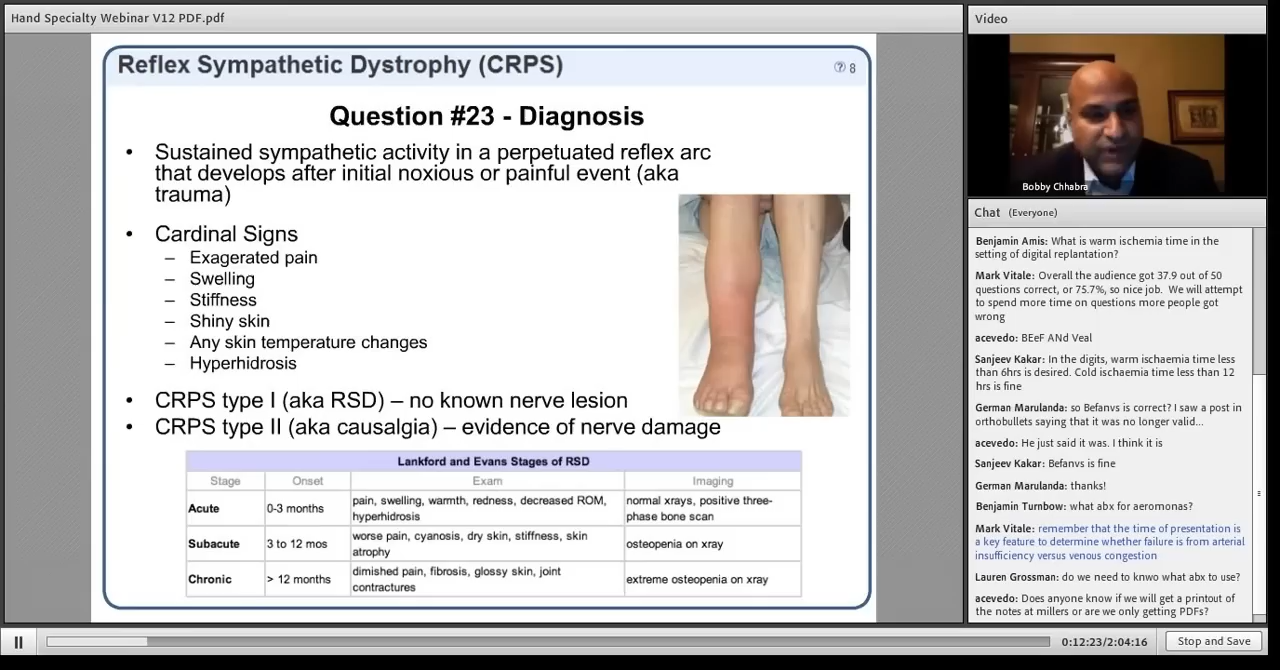 Hand Specialty Webinar V12 PDF.pdf
Reflex Sympathetic Dystrophy (CRPS)
8
Question #23 - Diagnosis
• Sustained sympathetic activity in a perpetuated reflex arc
that develops after initial noxious or painful event (aka
trauma)
• Cardinal Signs
– Exagerated pain
– Swelling
– Stiffness
– Shiny skin
– Any skin temperature changes
– Hyperhidrosis
• CRPS type I (aka RSD) – no known nerve lesion
• CRPS type II (aka causalgia) – evidence of nerve damage
Lankford and Evans Stages of RSD
Stage Onset Exam Imaging
Acute 0-3 months pain, swelling, warmth, redness, decreased ROM, hyperhidrosis normal xrays, positive three-phase bone scan
Subacute 3 to 12 mos worse pain, cyanosis, dry skin, stiffness, skin atrophy osteopenia on xray
Chronic > 12 months dimished pain, fibrosis, glossy skin, joint contractures extreme osteopenia on xray
Video
Bobby Chhabra
Chat (Everyone)
Benjamin Amis: What is warm ischemia time in the
setting of digital replantation?
Mark Vitale: Overall the audience got 37.9 out of 50
questions correct, or 75.7%, so nice job. We will attempt
to spend more time on questions more people got
wrong
acevedo: BEeF ANd Veal
Sanjeev Kakar: In the digits, warm ischaemia time less
than 6hrs is desired. Cold ischaemia time less than 12
hrs is fine
German Marulanda: so Befanvs is correct? I saw a post in
orthobullets saying that it was no longer valid...
acevedo: He just said it was. I think it is
Sanjeev Kakar: Befanvs is fine
German Marulanda: thanks!
Benjamin Turnbow: what abx for aeromonas?
Mark Vitale: remember that the time of presentation is
a key feature to determine whether failure is from arterial
insufficiency versus venous congestion
Lauren Grossman: do we need to knwo what abx to use?
acevedo: Does anyone know if we will get a printout of
the notes at millers or are we only getting PDFs?
0:12:23/2:04:16
Stop and Save